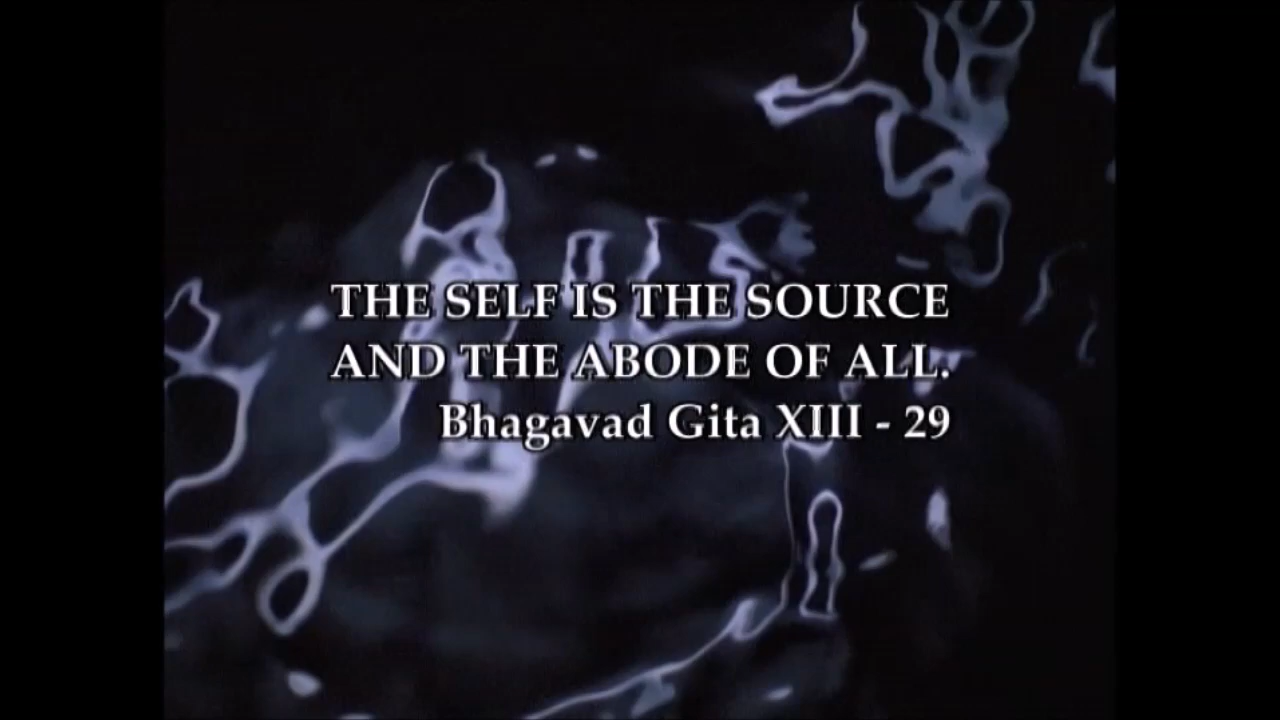 THE SELF IS THE SOURCE
AND THE ABODE OF ALL.
Bhagavad Gita XIII - 29